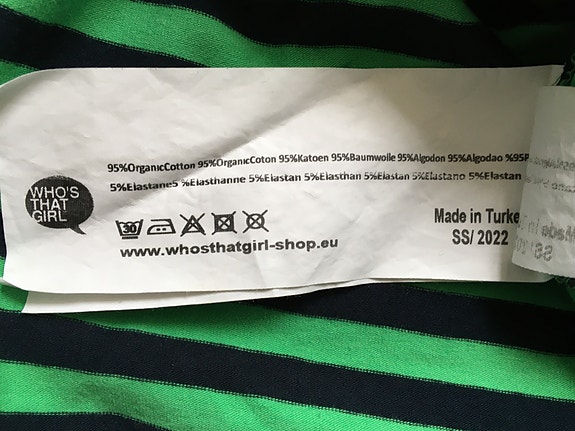 WHO'S
THAT
GIRL
95%OrganicCotton 95%OrganicCoton 95%Katoen 95%Baumwolle 95%Algodon 95%Algodao %95P
5%Elastane5 %Elasthanne 5%Elastan 5%Elasthan 5%Elastan 5%Elastano 5%Elastan
30
www.whosthatgirl-shop.eu
Made in Turke
SS/ 2022